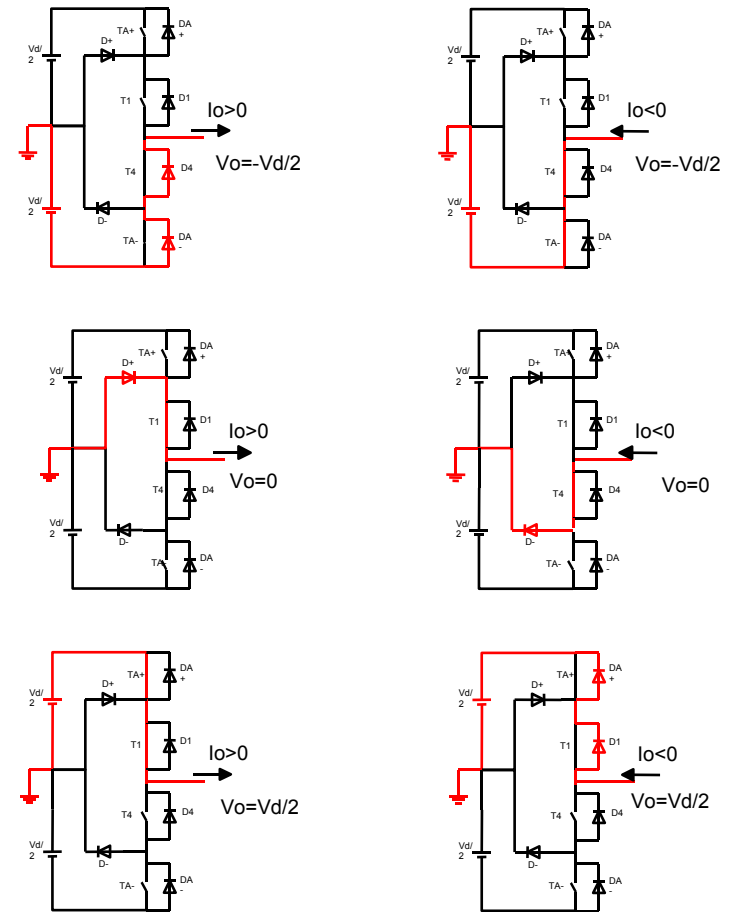 DA
+
TA+
D+
Vd/
2
D1
T1
Io>0
Vo=-Vd/2
T4
D4
Vd/
2
D-
TA-
DA
-
DA
+
TA+
D+
Vd/
2
D1
T1
Io<0
Vo=-Vd/2
T4
D4
Vd/
2
D-
TA-
DA
-
DA
+
TA+
D+
Vd/
2
D1
T1
Io>0
Vo=0
T4
D4
Vd/
2
D-
TA-
DA
-
DA
+
TA+
D+
Vd/
2
D1
T1
Io<0
Vo=0
T4
D4
Vd/
2
D-
TA-
DA
-
DA
+
TA+
D+
Vd/
2
D1
T1
Io>0
Vo=Vd/2
T4
D4
Vd/
2
D-
TA-
DA
-
DA
+
TA+
D+
Vd/
2
D1
T1
Io<0
Vo=Vd/2
T4
D4
Vd/
2
D-
TA-
DA
-